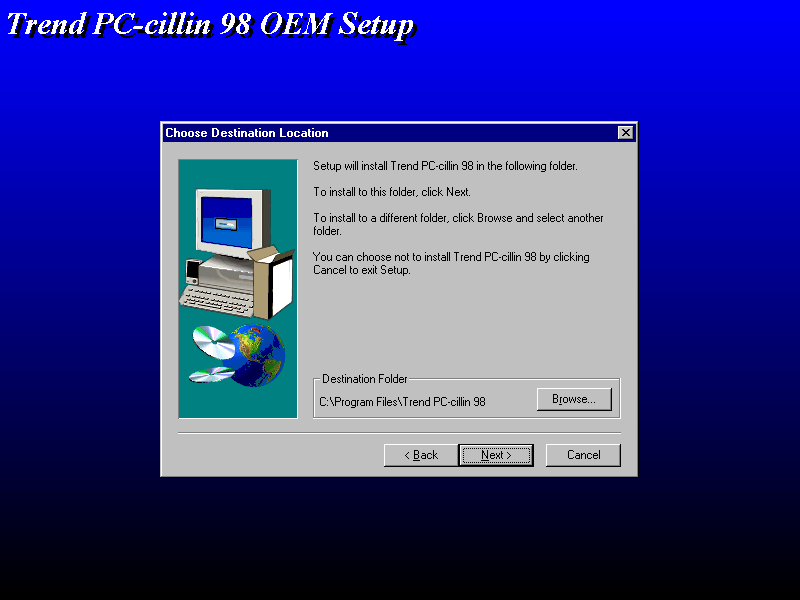 Trend PC-cillin 98 OEM Setup
Choose Destination Location
Setup will install Trend PC-cillin 98 in the following folder.
To install to this folder, click Next.
To install to a different folder, click Browse and select another
folder.
You can choose not to install Trend PC-cillin 98 by clicking
Cancel to exit Setup.
Destination Folder
C:\Program Files\Trend PC-cillin 98
Browse...
< Back
Next >
Cancel